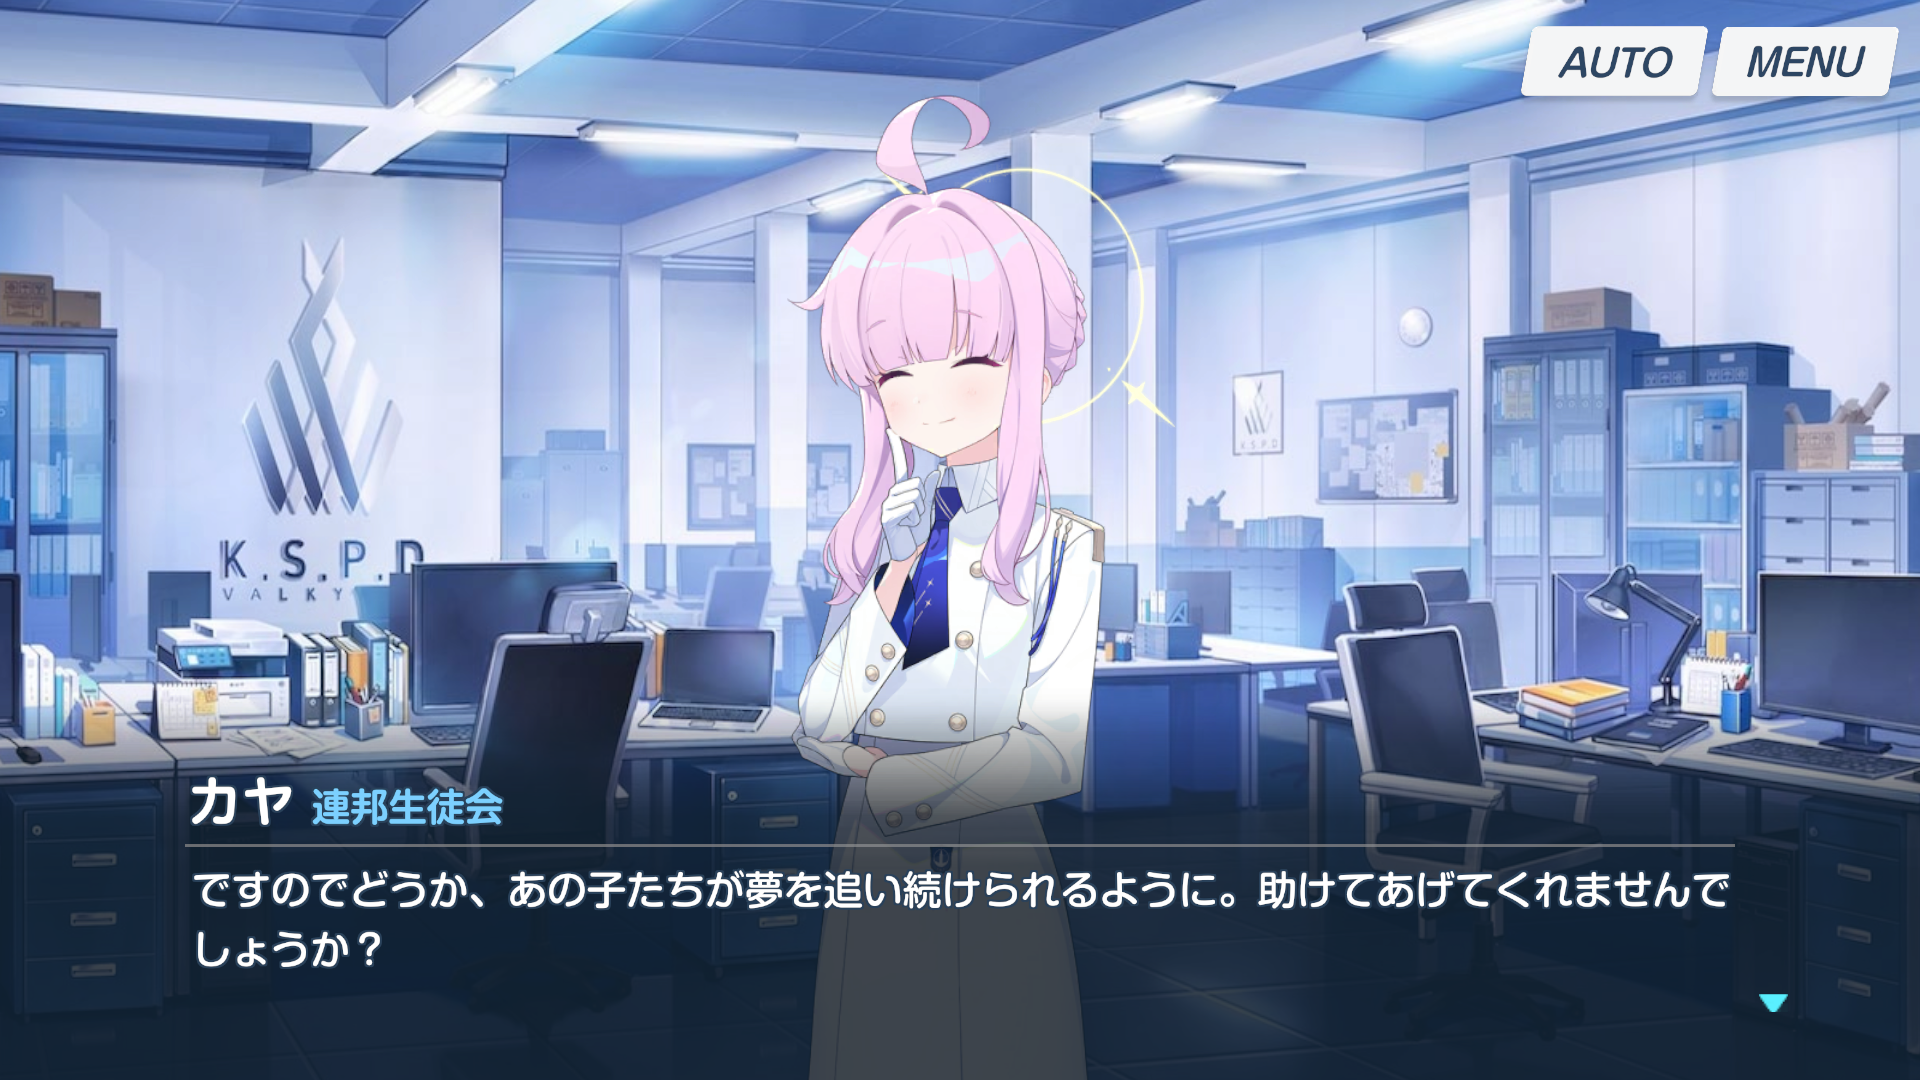 AUTO
MENU
K.S.P.D
VALKY
K.S.P.D
カヤ 連邦生徒会
ですのでどうか、あの子たちが夢を追い続けられるように。助けてあげてくれませんで
しょうか？